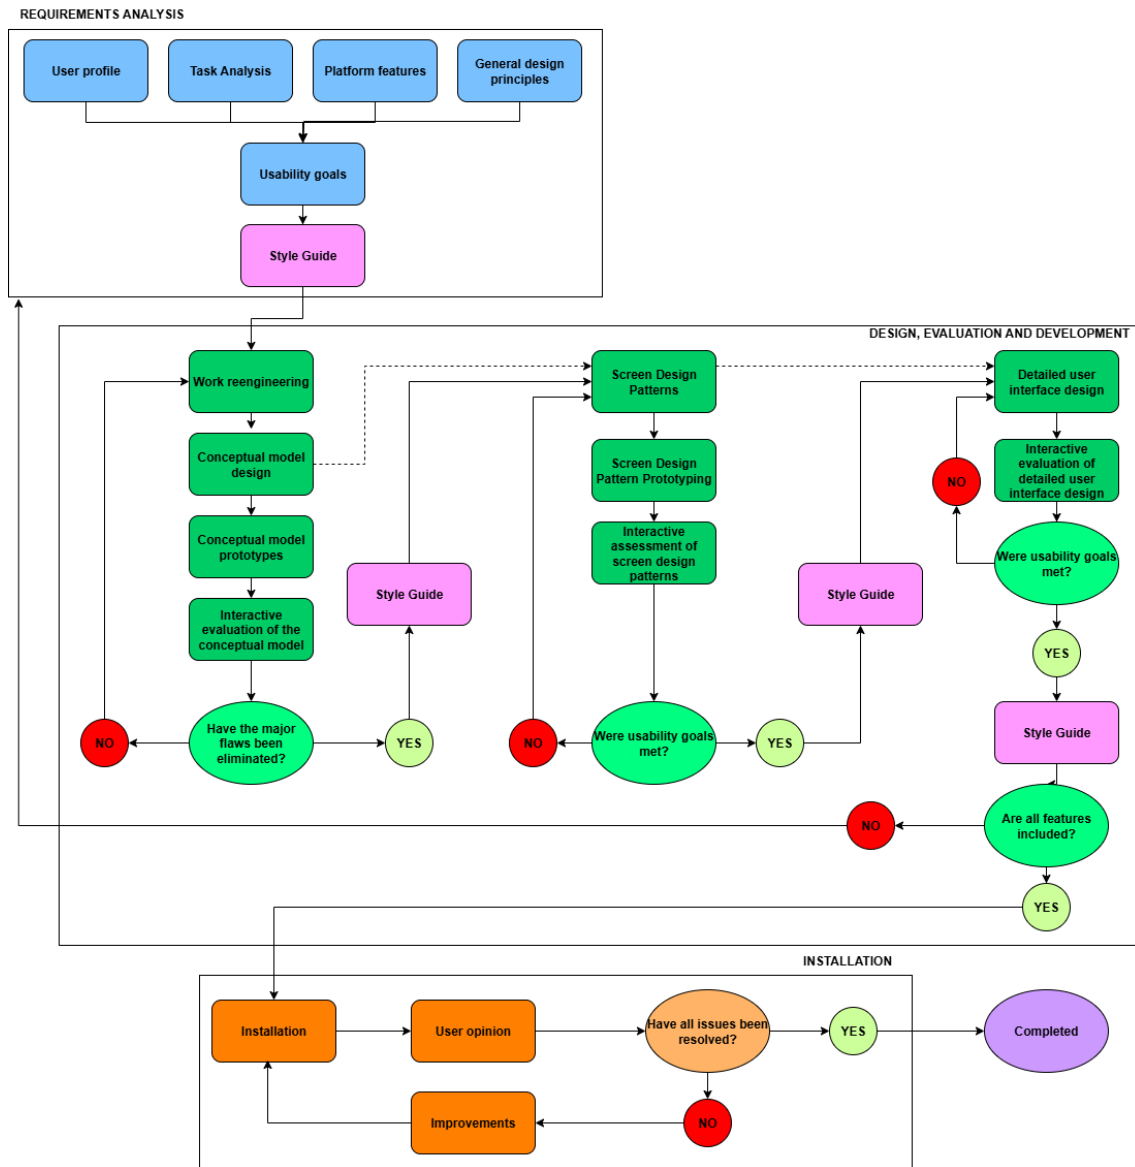 REQUIREMENTS ANALYSIS
User profile
Task Analysis
Platform features
General design
principles
Usability goals
Style Guide
DESIGN, EVALUATION AND DEVELOPMENT
Work reengineering
Conceptual model
design
Conceptual model
prototypes
Interactive
evaluation of the
conceptual model
Have the major
flaws been
eliminated?
NO
YES
Style Guide
Screen Design
Patterns
Screen Design
Pattern Prototyping
Interactive
assessment of
screen design
patterns
Were usability goals
met?
NO
YES
Style Guide
Detailed user
interface design
Interactive
evaluation of
detailed user
interface design
NO
Were usability goals
met?
YES
Style Guide
Are all features
included?
NO
YES
INSTALLATION
Installation
User opinion
Have all issues been
resolved?
YES
Completed
Improvements
NO